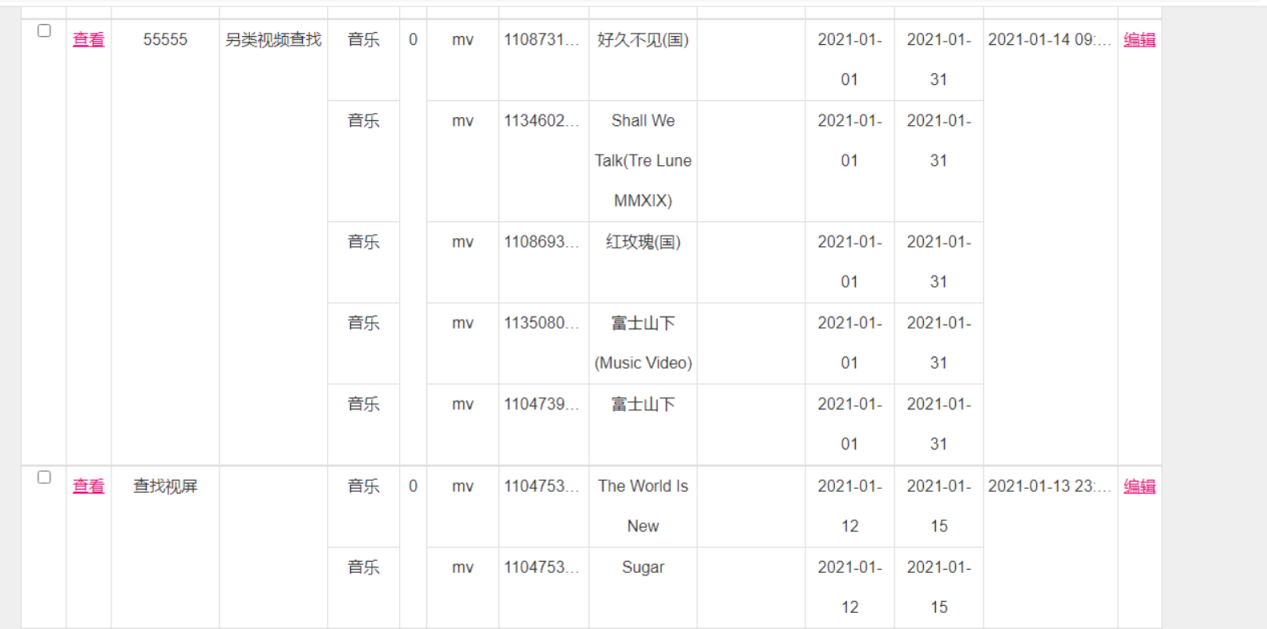 查看 55555 另类视频查找 音乐 0 mv 1108731... 好久不见(国) 2021-01- 2021-01- 2021-01-14 09:... 编辑
01 31
音乐 mv 1134602... Shall We 2021-01- 2021-01-
Talk(Tre Lune 01 31
MMXIX)
音乐 mv 1108693... 红玫瑰(国) 2021-01- 2021-01-
01 31
音乐 mv 1135080... 富士山下 2021-01- 2021-01-
(Music Video) 01 31
音乐 mv 1104739... 富士山下 2021-01- 2021-01-
01 31
查看 查找视屏 音乐 0 mv 1104753... The World Is 2021-01- 2021-01- 2021-01-13 23:... 编辑
New 12 15
音乐 mv 1104753... Sugar 2021-01- 2021-01-
12 15